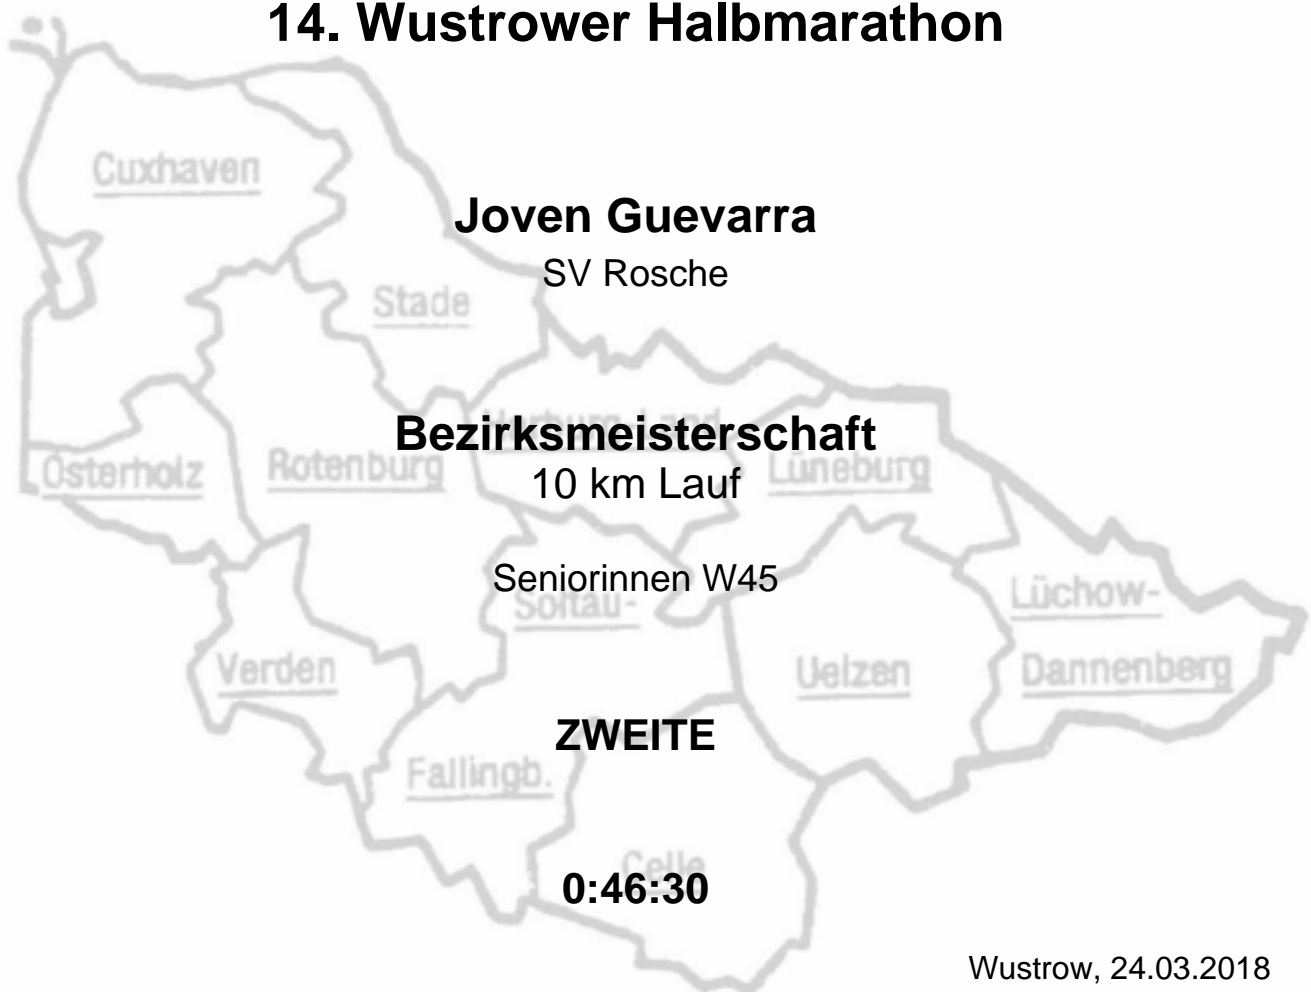 14. Wustrower Halbmarathon
Cuxhaven
Joven Guevarra
SV Rosche
Stade
Bezirksmeisterschaft
Osterholz
Rotenburg
10 km Lauf
Lüneburg
Seniorinnen W45
Soltau-
Lüchow-
Dannenberg
Verden
Uelzen
ZWEITE
Fallingb.
Celle
0:46:30
Wustrow, 24.03.2018